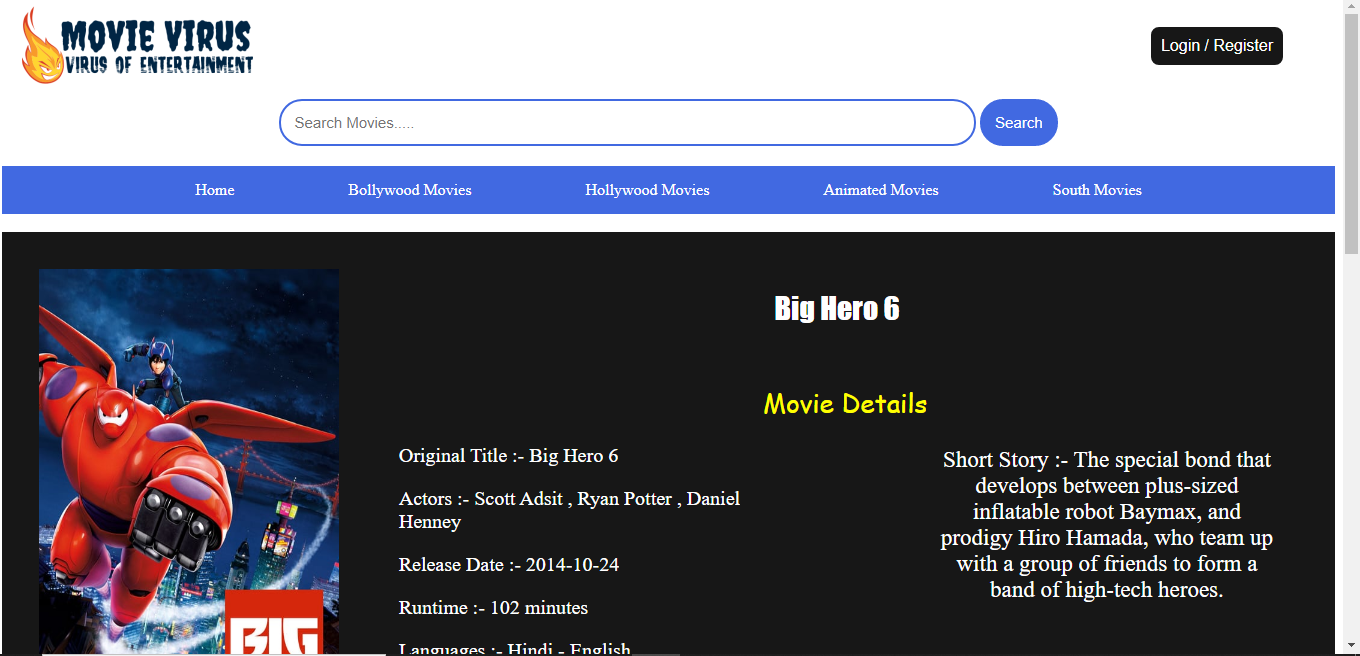 MOVIE VIRUS
VIRUS OF ENTERTAINMENT
Login / Register
Search Movies.....
Search
Home
Bollywood Movies
Hollywood Movies
Animated Movies
South Movies
Big Hero 6
Movie Details
Original Title :- Big Hero 6
Actors :- Scott Adsit , Ryan Potter , Daniel
Henney
Release Date :- 2014-10-24
Runtime :- 102 minutes
Languages :- Hindi - English
Short Story :- The special bond that
develops between plus-sized
inflatable robot Baymax, and
prodigy Hiro Hamada, who team up
with a group of friends to form a
band of high-tech heroes.
BIG